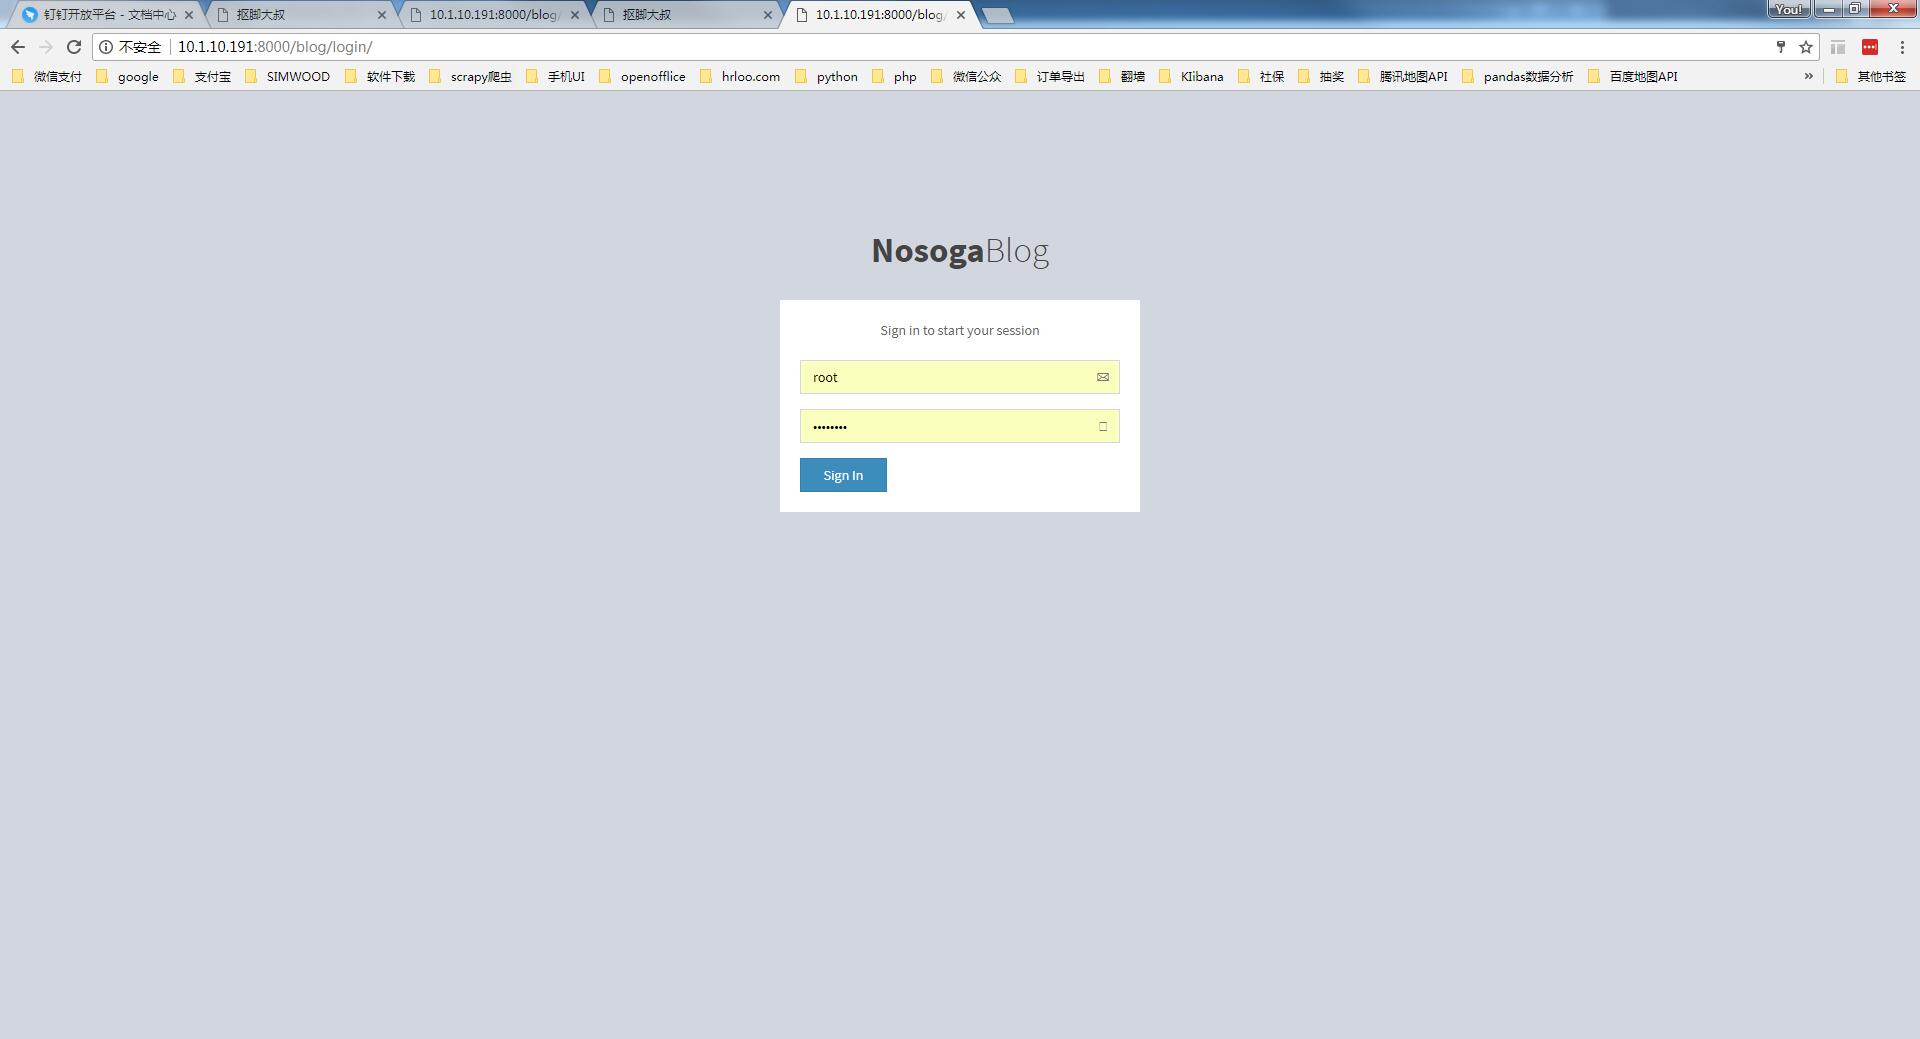 钉钉开放平台 - 文档中心
抠脚大叔
10.1.10.191:8000/blog/
抠脚大叔
10.1.10.191:8000/blog/
You!
不安全
10.1.10.191:8000/blog/login/
微信支付
google
支付宝
SIMWOOD
软件下载
scrapy爬虫
手机UI
openofflice
hrloo.com
python
php
微信公众
订单导出
翻墙
KIibana
社保
抽奖
腾讯地图API
pandas数据分析
百度地图API
»
其他书签
NosogaBlog
Sign in to start your session
root
••••••••
Sign In